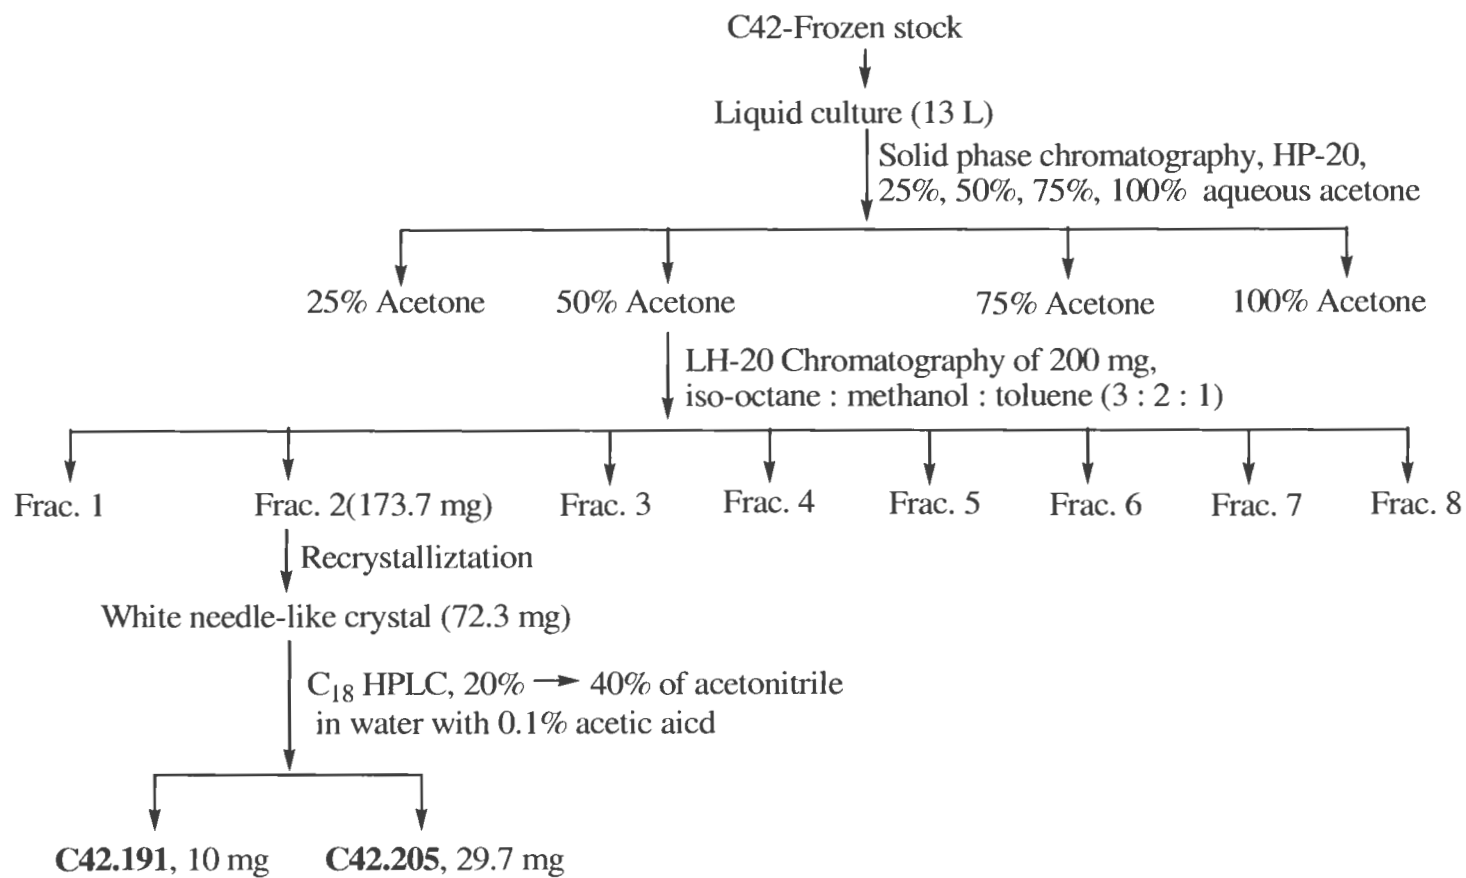 C42-Frozen stock
Liquid culture (13 L)
Solid phase chromatography, HP-20,
25%, 50%, 75%, 100% aqueous acetone
25% Acetone 50% Acetone 75% Acetone 100% Acetone
LH-20 Chromatography of 200 mg,
iso-octane : methanol : toluene (3 : 2 : 1)
Frac. 1 Frac. 2(173.7 mg) Frac. 3 Frac. 4 Frac. 5 Frac. 6 Frac. 7 Frac. 8
Recrystalliztation
White needle-like crystal (72.3 mg)
C18 HPLC, 20% → 40% of acetonitrile
in water with 0.1% acetic aicd
C42.191, 10 mg C42.205, 29.7 mg